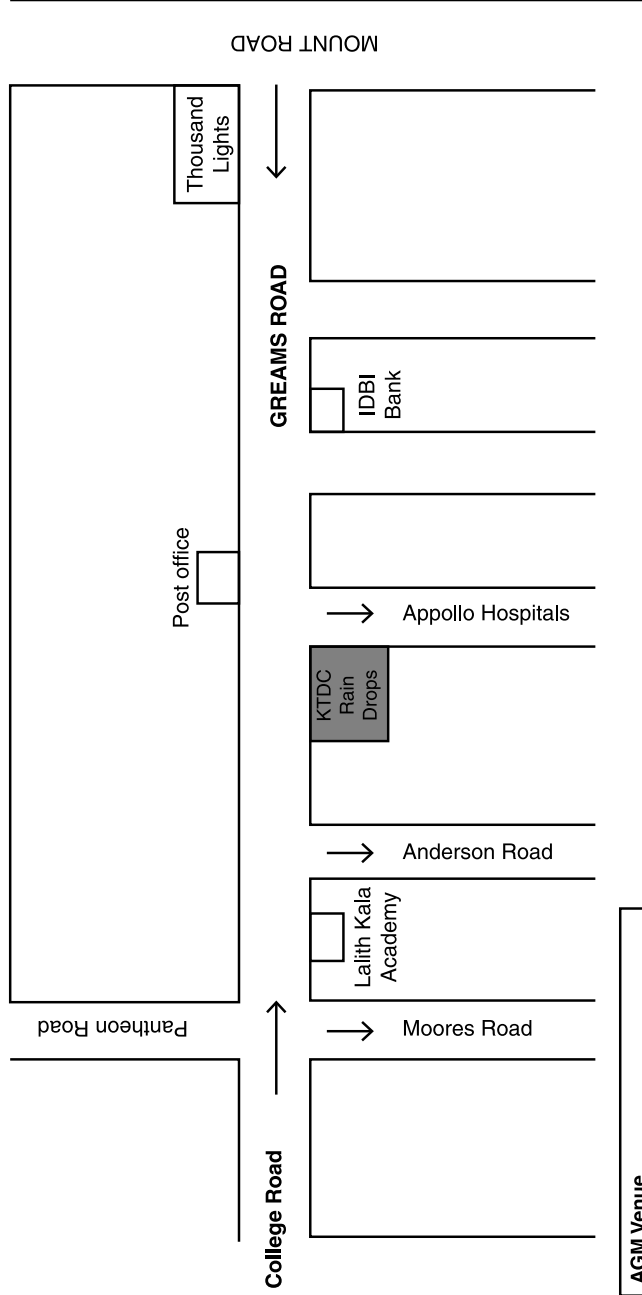 MOUNT ROAD
Thousand
Lights
GREAMS ROAD
IDBI
Bank
Post office
Appollo Hospitals
KTDC
Rain
Drops
Anderson Road
Lalith Kala
Academy
Pantheon Road
Moores Road
College Road
AGM Venue